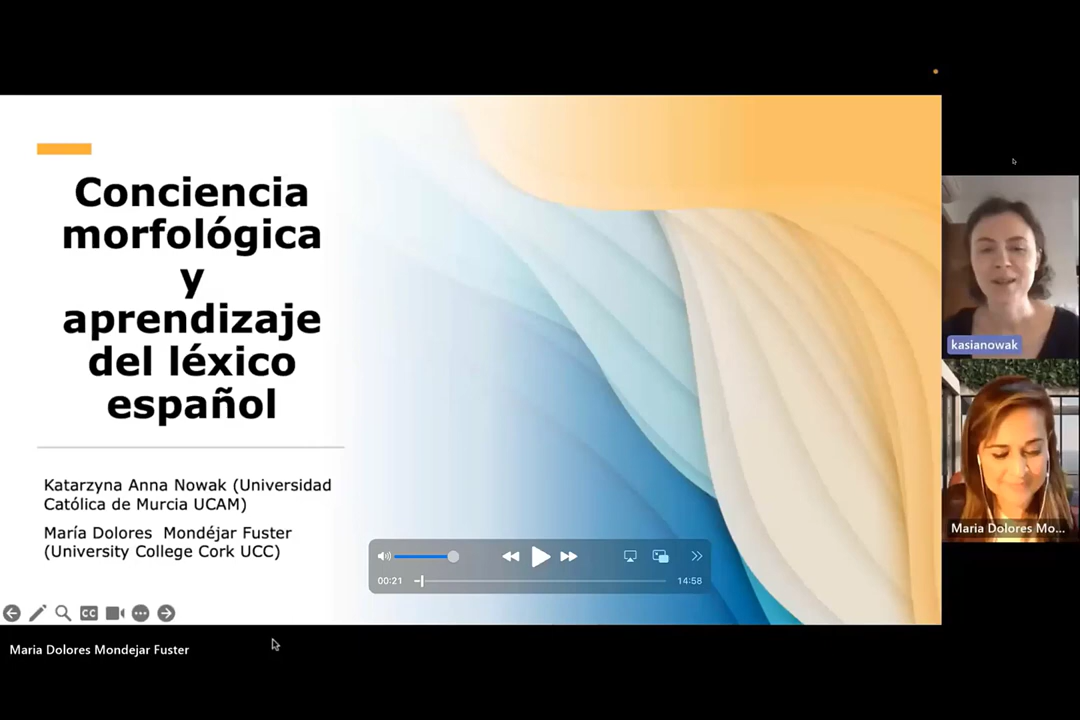 Conciencia
morfológica
y
aprendizaje
del léxico
español
Katarzyna Anna Nowak (Universidad
Católica de Murcia UCAM)
María Dolores Mondéjar Fuster
(University College Cork UCC)
00:21
14:58
CC
kasianowak
Maria Dolores Mo...
Maria Dolores Mondejar Fuster